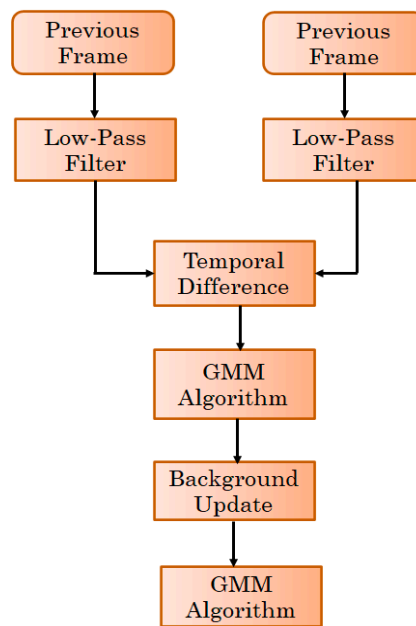 Previous
Frame
Previous
Frame
Low-Pass
Filter
Low-Pass
Filter
Temporal
Difference
GMM
Algorithm
Background
Update
GMM
Algorithm